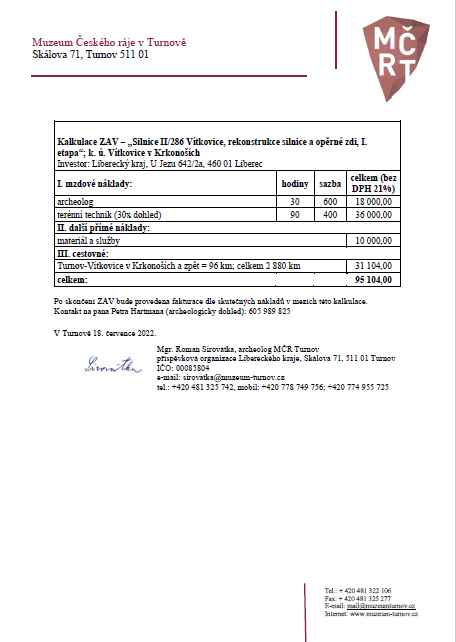 Muzeum Českého ráje v Turnově
Skálova 71, Turnov 511 01
MČ
RT
Kalkulace ZAV – „Silnice II/286 Vítkovice, rekonstrukce silnice a opěrné zdi, I.
etapa“; k. ú. Vítkovice v Krkonoších
Investor: Liberecký kraj, U Jezu 642/2a, 460 01 Liberec
I. mzdové náklady: hodiny sazba celkem (bez DPH 21%)
archeolog 30 600 18 000,00
terénní technik (30x dohled) 90 400 36 000,00
II. další přímé náklady:
materiál a služby 10 000,00
III. cestovné:
Turnov-Vítkovice v Krkonoších a zpět = 96 km; celkem 2 880 km 31 104,00
celkem: 95 104,00
Po skončení ZAV bude provedena fakturace dle skutečných nákladů v mezích této kalkulace.
Kontakt na pana Petra Hartmana (archeologický dohled): 605 989 825
V Turnově 18. července 2022.
Mgr. Roman Sirovátka, archeolog MČR Turnov
příspěvková organizace Libereckého kraje, Skálova 71, 511 01 Turnov
IČO: 00085804
e-mail: sirovatka@muzeum-turnov.cz
tel.: +420 481 325 742, mobil: +420 778 749 756; +420 774 955 725
Sirovátka
Tel.: + 420 481 322 106
Fax: + 420 481 325 277
E-mail: mail@muzeumturnov.cz
Internet: www.muzeum-turnov.cz